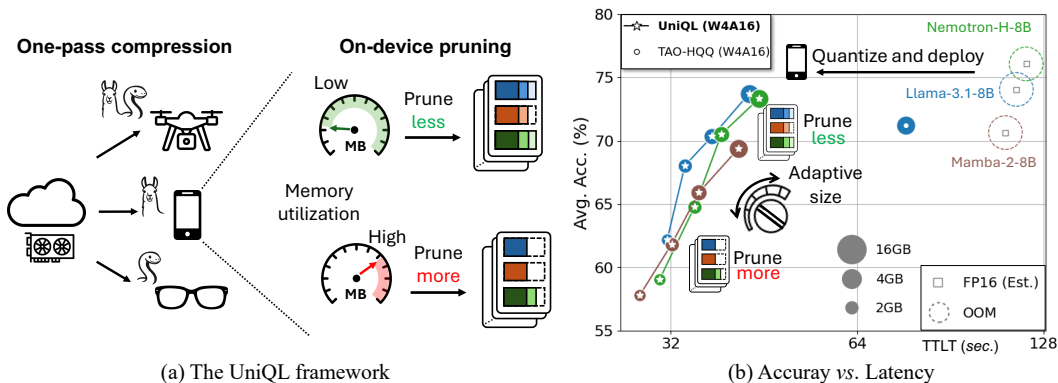 One-pass compression
On-device pruning
Low
MB
Prune
less
Memory
utilization
High
MB
Prune
more
(a) The UniQL framework
80
75
70
65
60
55
Avg. Acc. (%)
UniQL (W4A16)
TAO-HQQ (W4A16)
Nemotron-H-8B
Quantize and deploy
Llama-3.1-8B
Mamba-2-8B
Prune
less
Adaptive
size
Prune
more
16GB
4GB
2GB
FP16 (Est.)
OOM
32
64
TTLT (sec.)
128
(b) Accuray vs. Latency